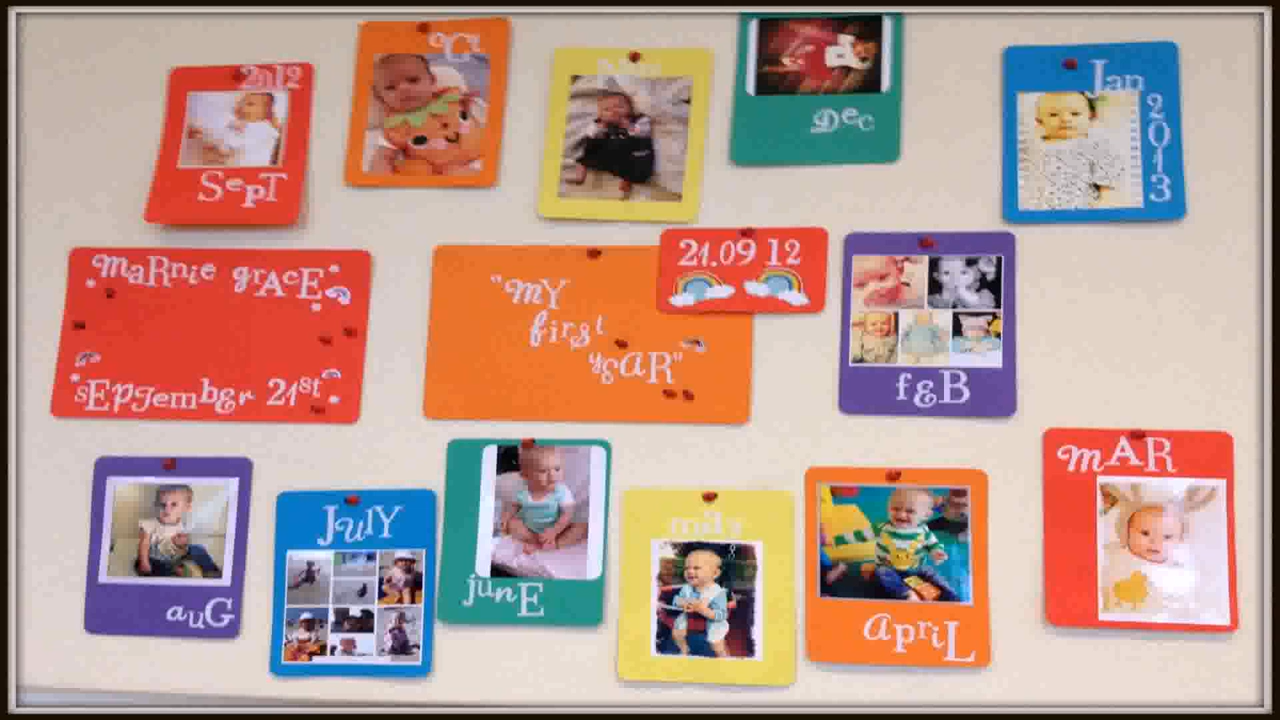 2012
SepT
Dec
Jan
2013
maRnie grAcE
sEpTember 21st
"mY
first
yeaR"
21.09 12
feB
mAR
apriL
may
junE
JulY
auG